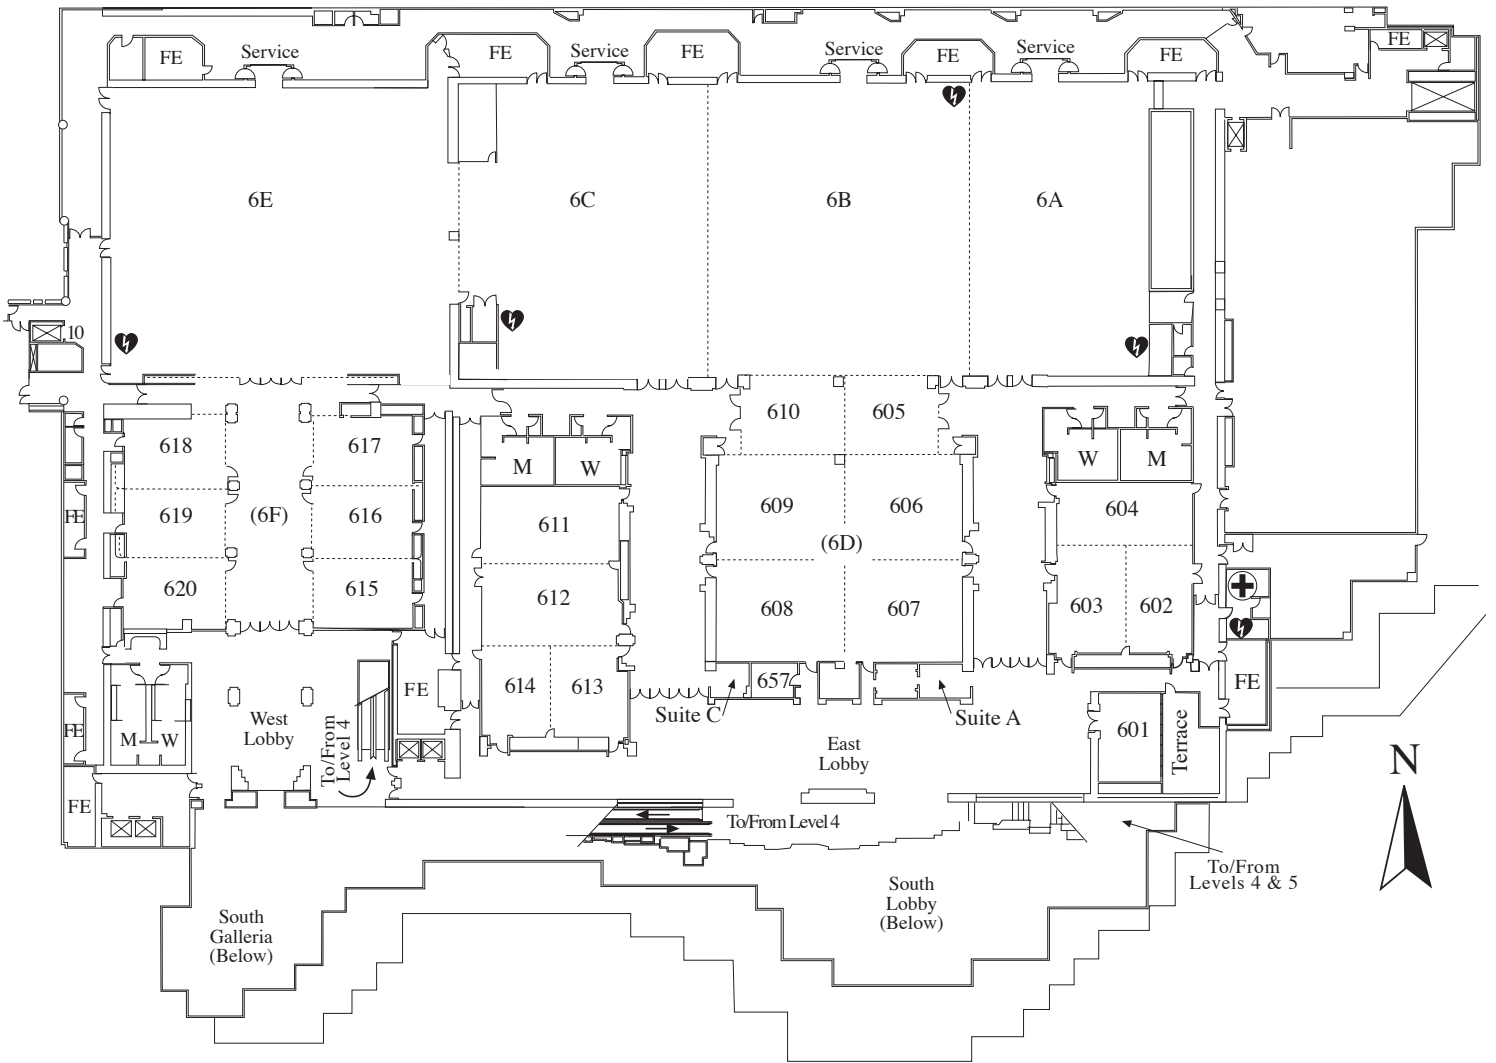 FE
Service
FE
Service
FE
Service
FE
Service
FE
FE
6E
6C
6B
6A
10
610
605
618
617
M
W
W
M
619
(6F)
616
FE
611
609
606
604
(6D)
620
615
612
608
607
603
602
614
613
657
FE
FE
Suite C
Suite A
FE
M
W
West
Lobby
To/From
Level 4
East
Lobby
601
Terrace
N
FE
To/From Level 4
To/From
Levels 4 & 5
South
Lobby
(Below)
South
Galleria
(Below)